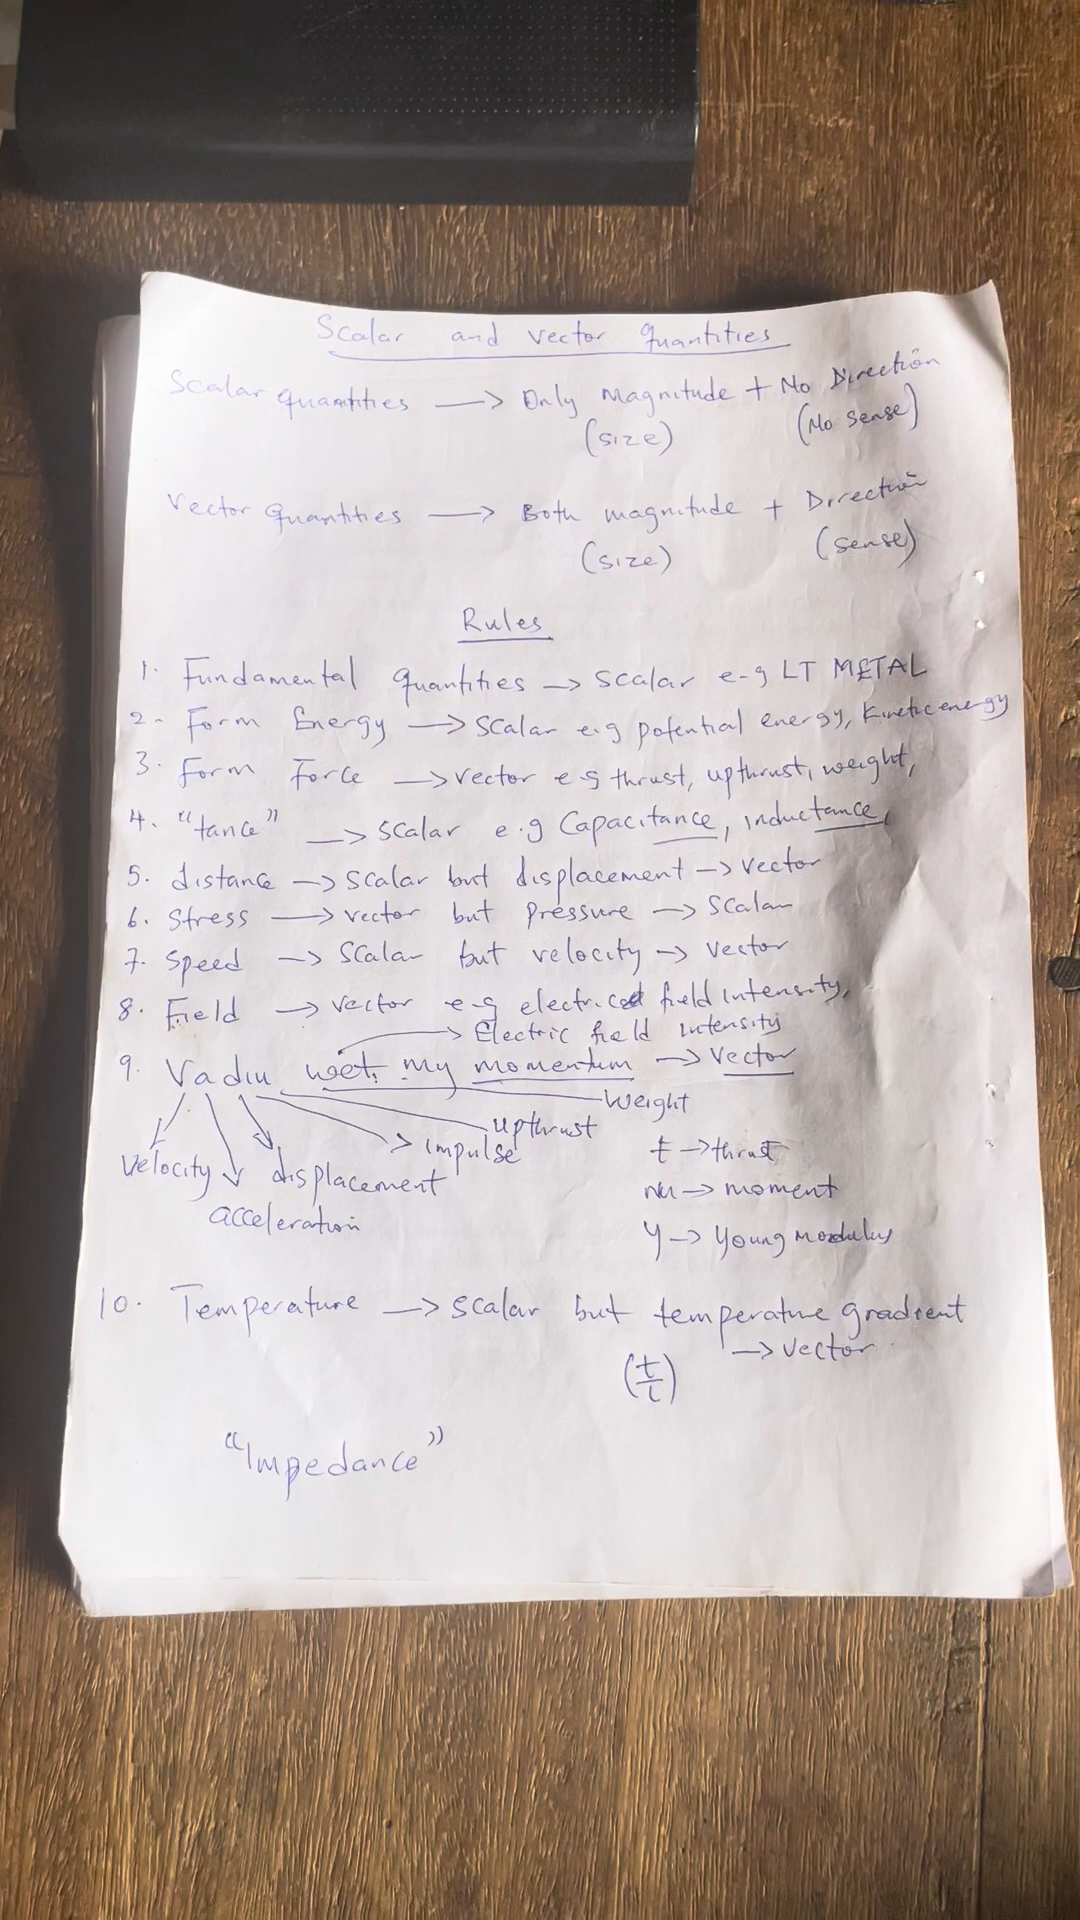 Scalar and vector quantities
Scalar quantities → Only magnitude + No Direction
(size) (No sense)
Vector quantities → Both magnitude + Direction
(size) (sense)
Rules
1. Fundamental quantities → scalar e-g LT METAL
2- Form Energy → scalar e.g potential energy, Kinetic energy
3. Form Force → vector e g thrust, upthrust, weight,
4. "tance" → scalar e.g Capacitance, inductance,
5. distance → scalar but displacement → vector
6. Stress → vector but pressure → scalar
7. Speed → Scalar but velocity → vector
8. Field → vector e-g electrical field intensity,
→ Electric field intensity
9. Vadiu wet my momentum → vector
Weight
upthrust
impulse
t → thrust
Velocity displacement
m → moment
acceleration
y → young modulus
10. Temperature → scalar but temperature gradient
→ vector
(t/l)
"Impedance"